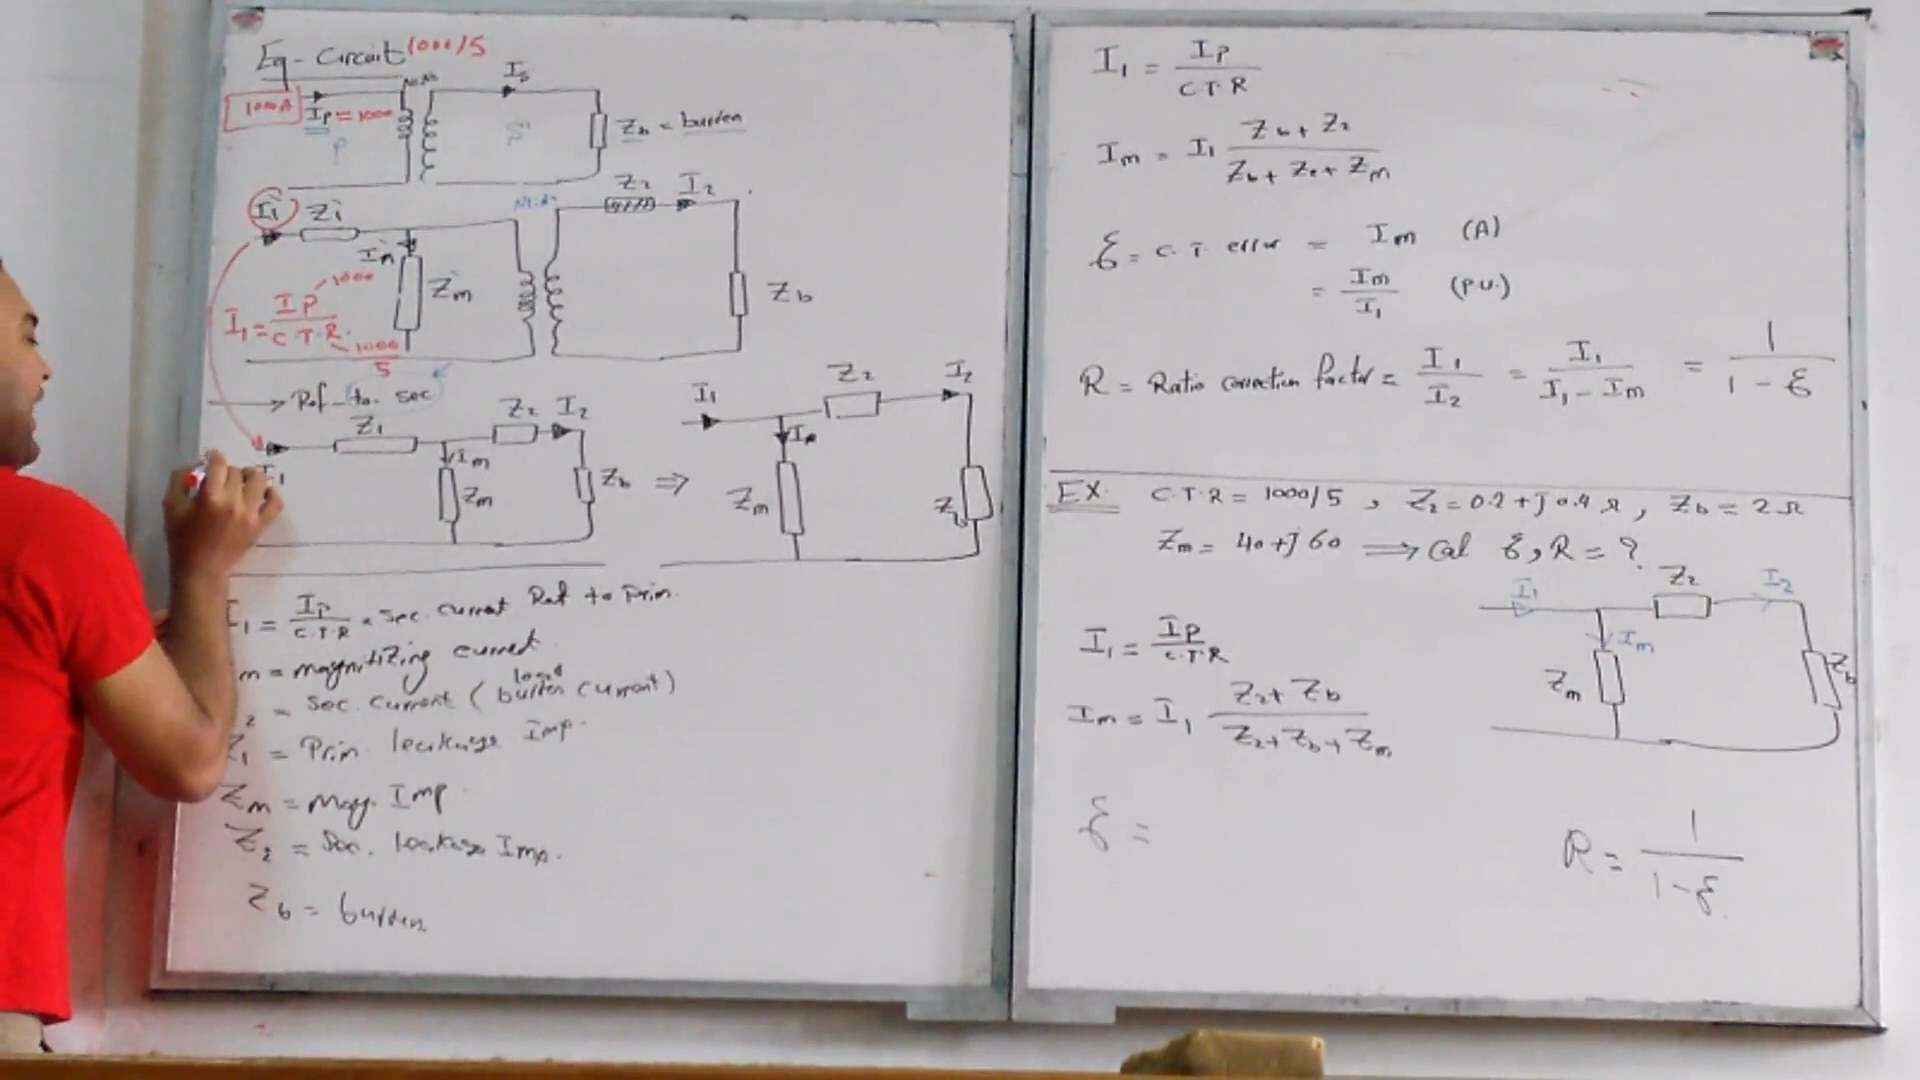 Eq-Circuit 1000/5
1000A
IP = 1000
Is
P
S
Zb = burden
I1' Z1'
Z2 I2
Im'
Zm'
Zb
1000
I1 = IP / C.T.R.
1000 / 5
→ Ref-to-sec
Z1
Z2 I2
I1
Im
Zm
Zb ⇒
I1
Z2
I2
Im
Zm
Zb
I1 = IP / C.T.R = sec. current Ref to Prim.
m = magnitizing current
2 = Sec. current (burden current)
load
Z1 = Prim. leakage Imp.
Zm = Mag. Imp.
Z2 = Sec. leakage Imp.
Zb = burden
I1 = IP / C.T.R
Im = I1 (Zb + Z2) / (Zb + Z2 + Zm)
ξ = C.T. error = Im (A)
= Im / I1 (P.U.)
R = Ratio correction factor = I1 / I2 = I1 / (I1 - Im) = 1 / (1 - ξ)
EX. C.T.R = 1000/5 , Z2 = 0.2+j0.4 Ω , Zb = 2 Ω
Zm = 40+j60 ⟹ Cal ξ, R = ?
Z2
I1
I2
Im
Zm
Zb
I1 = IP / C.T.R
Im = I1 (Z2 + Zb) / (Z2 + Zb + Zm)
ξ =
R = 1 / (1 - ξ)